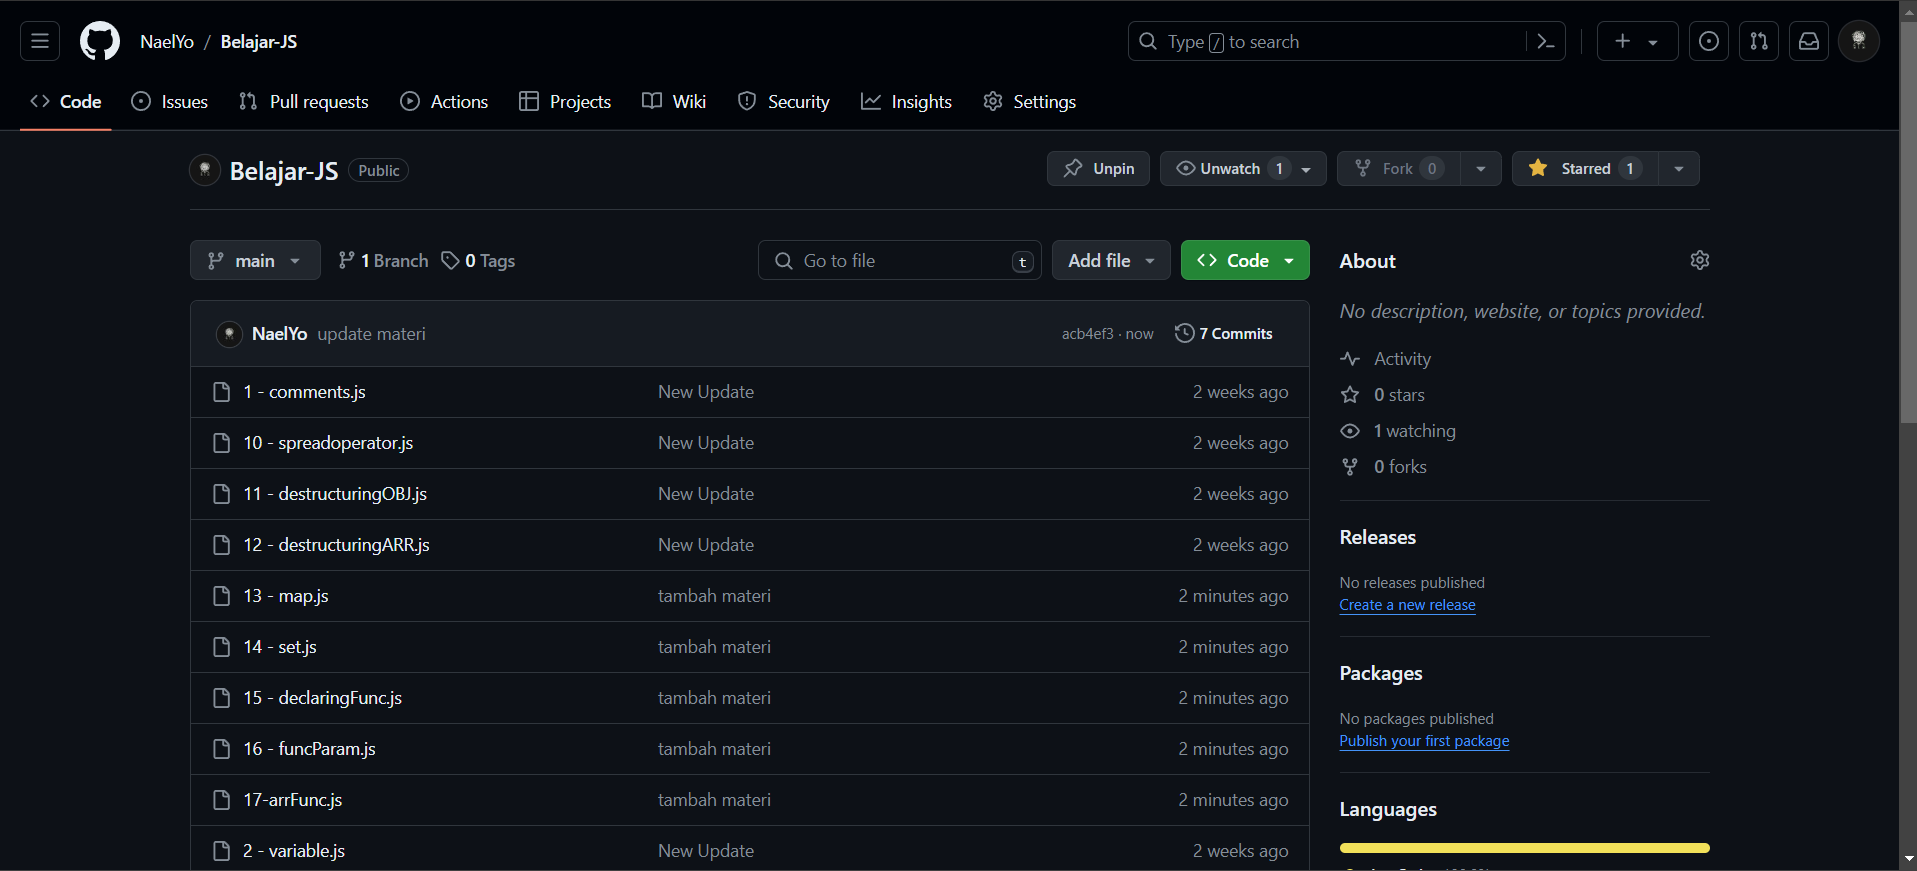 NaelYo / Belajar-JS
Type / to search
Code Issues Pull requests Actions Projects Wiki Security Insights Settings
Belajar-JS Public
Unpin Unwatch 1 Fork 0 Starred 1
main 1 Branch 0 Tags Go to file t Add file Code
NaelYo update materi acb4ef3 · now 7 Commits
1 - comments.js New Update 2 weeks ago
10 - spreadoperator.js New Update 2 weeks ago
11 - destructuringOBJ.js New Update 2 weeks ago
12 - destructuringARR.js New Update 2 weeks ago
13 - map.js tambah materi 2 minutes ago
14 - set.js tambah materi 2 minutes ago
15 - declaringFunc.js tambah materi 2 minutes ago
16 - funcParam.js tambah materi 2 minutes ago
17-arrFunc.js tambah materi 2 minutes ago
2 - variable.js New Update 2 weeks ago
About
No description, website, or topics provided.
Activity
0 stars
1 watching
0 forks
Releases
No releases published
Create a new release
Packages
No packages published
Publish your first package
Languages